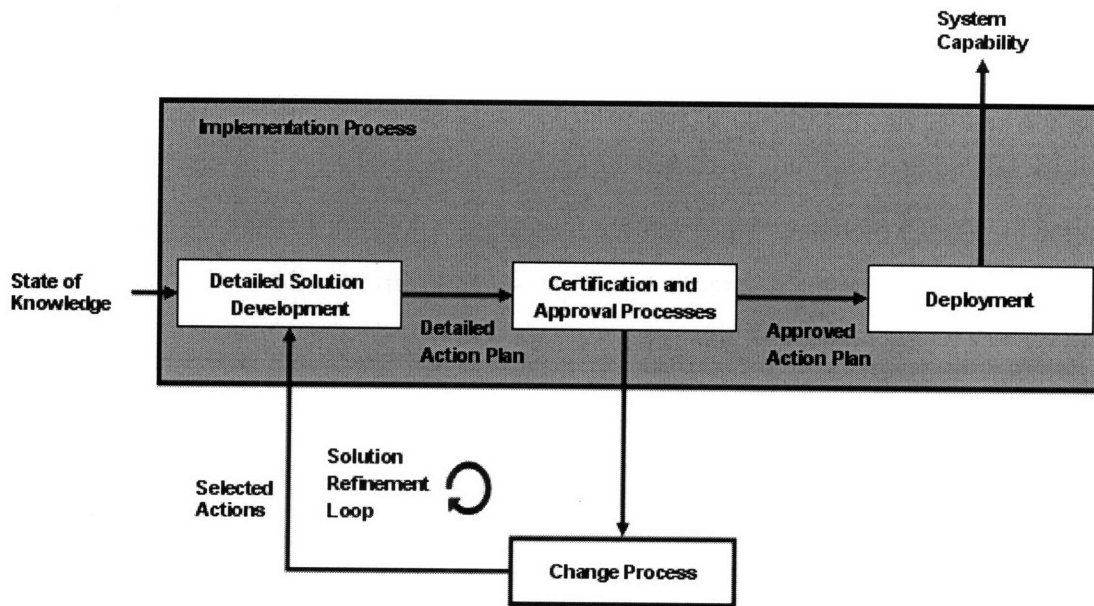 System
Capability
Implementation Process
State of
Knowledge
Detailed Solution
Development
Certification and
Approval Processes
Deployment
Detailed
Action Plan
Approved
Action Plan
Solution
Refinement
Loop
Selected
Actions
Change Process